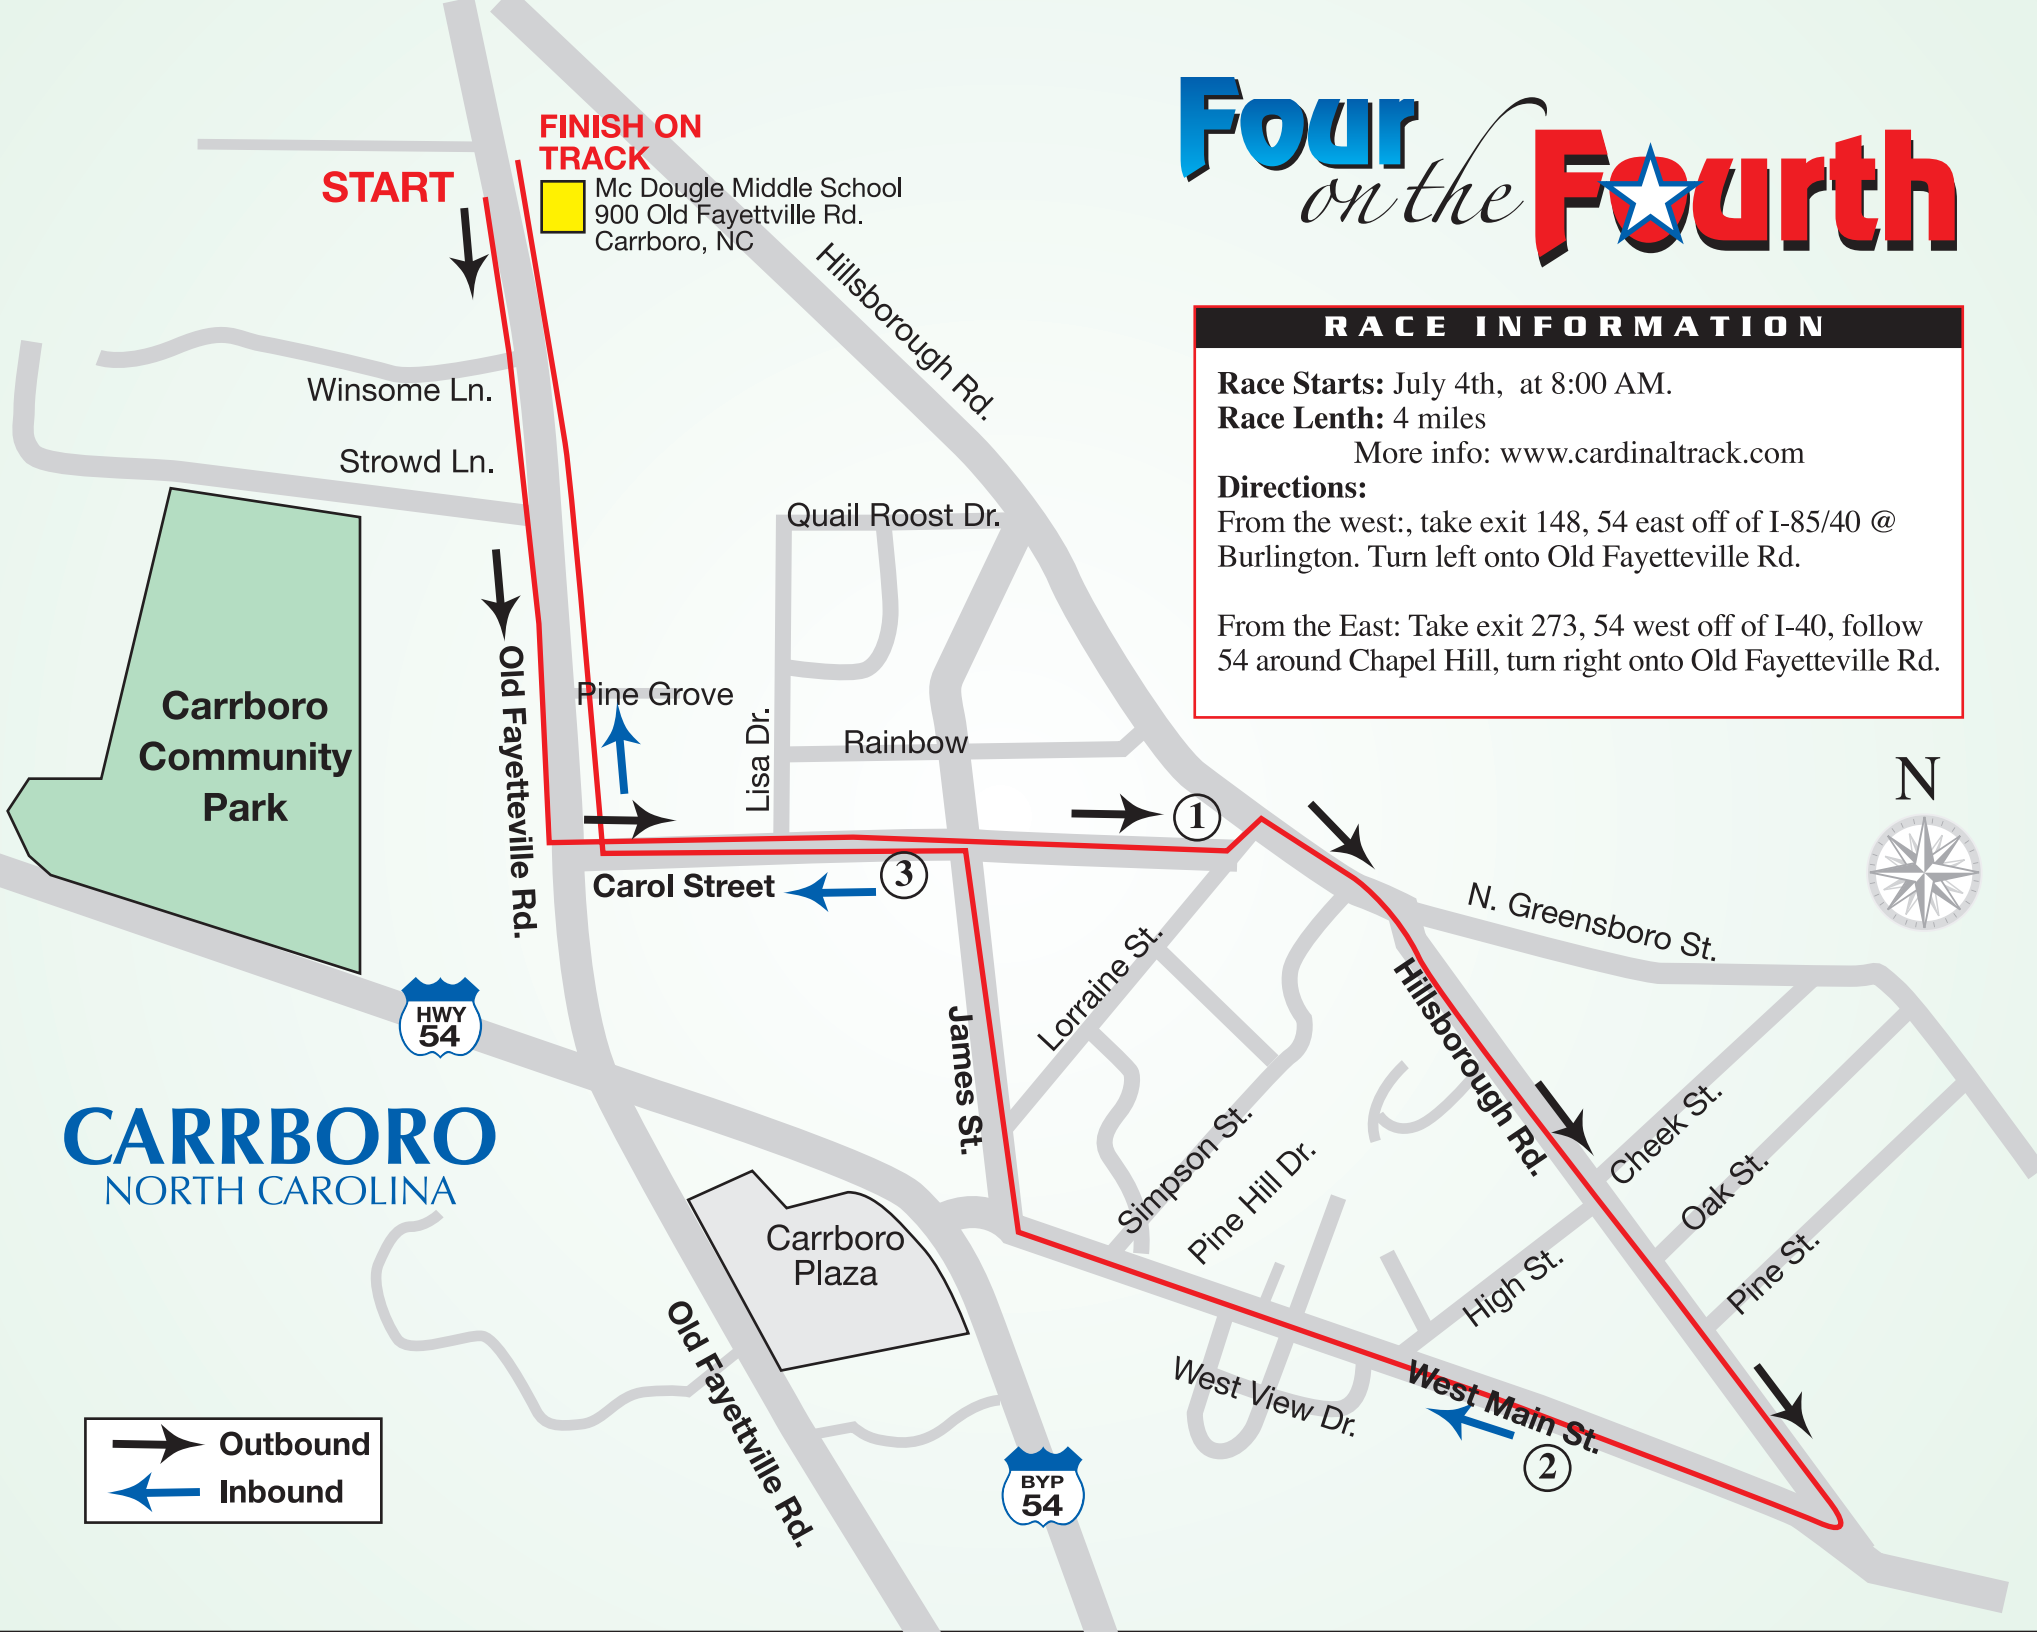 Four
on the Fourth
RACE INFORMATION
Race Starts: July 4th, at 8:00 AM.
Race Lenth: 4 miles
More info: www.cardinaltrack.com
Directions:
From the west:, take exit 148, 54 east off of I-85/40 @
Burlington. Turn left onto Old Fayetteville Rd.
From the East: Take exit 273, 54 west off of I-40, follow
54 around Chapel Hill, turn right onto Old Fayetteville Rd.
FINISH ON
TRACK
START
Mc Dougle Middle School
900 Old Fayettville Rd.
Carrboro, NC
Hillsborough Rd.
Winsome Ln.
Strowd Ln.
Quail Roost Dr.
Old Fayetteville Rd.
Pine Grove
Lisa Dr.
Rainbow
Carrboro
Community
Park
1
3
Carol Street
N
N. Greensboro St.
HWY
54
James St.
Lorraine St.
Hillsborough Rd.
CARRBORO
NORTH CAROLINA
Simpson St.
Pine Hill Dr.
Cheek St.
Oak St.
Pine St.
High St.
Carrboro
Plaza
Old Fayettville Rd.
West View Dr.
West Main St.
2
BYP
54
Outbound
Inbound